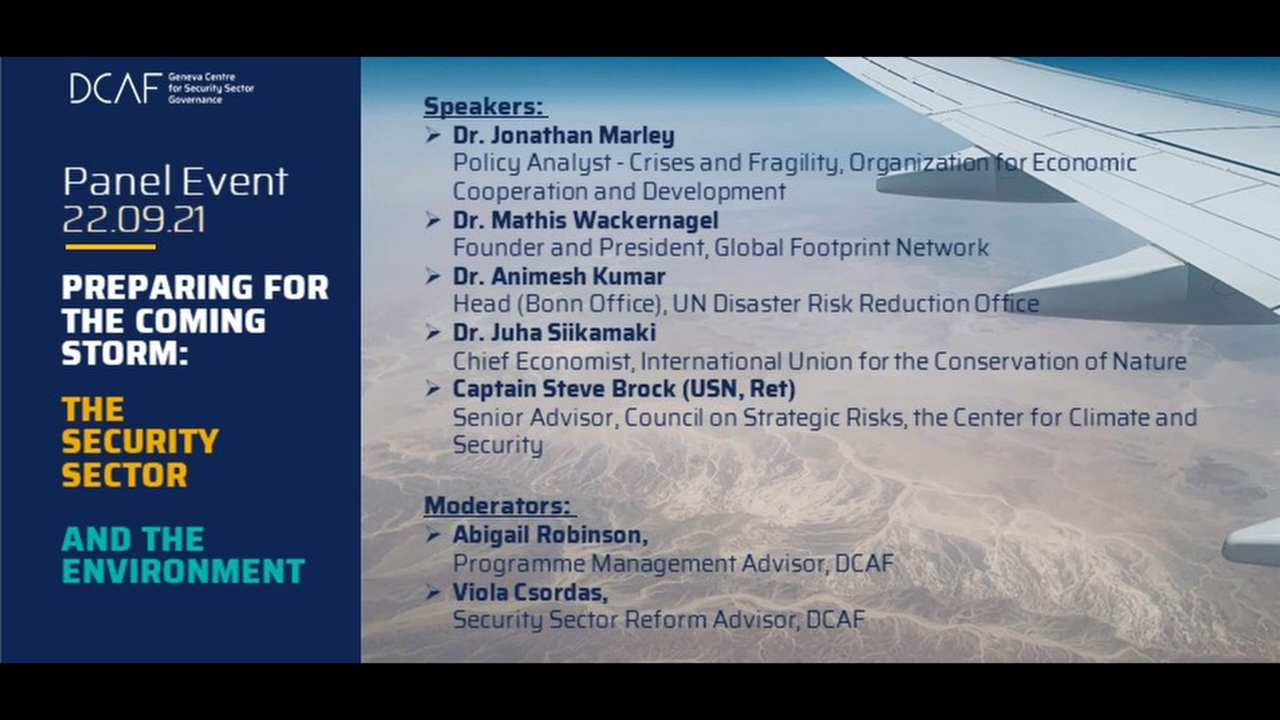 DCAF
Geneva Centre
for Security Sector
Governance
Panel Event
22.09.21
PREPARING FOR
THE COMING
STORM:
THE
SECURITY
SECTOR
AND THE
ENVIRONMENT
Speakers:
➢ Dr. Jonathan Marley
Policy Analyst - Crises and Fragility, Organization for Economic
Cooperation and Development
➢ Dr. Mathis Wackernagel
Founder and President, Global Footprint Network
➢ Dr. Animesh Kumar
Head (Bonn Office), UN Disaster Risk Reduction Office
➢ Dr. Juha Siikamaki
Chief Economist, International Union for the Conservation of Nature
➢ Captain Steve Brock (USN, Ret)
Senior Advisor, Council on Strategic Risks, the Center for Climate and
Security
Moderators:
➢ Abigail Robinson,
Programme Management Advisor, DCAF
➢ Viola Csordas,
Security Sector Reform Advisor, DCAF